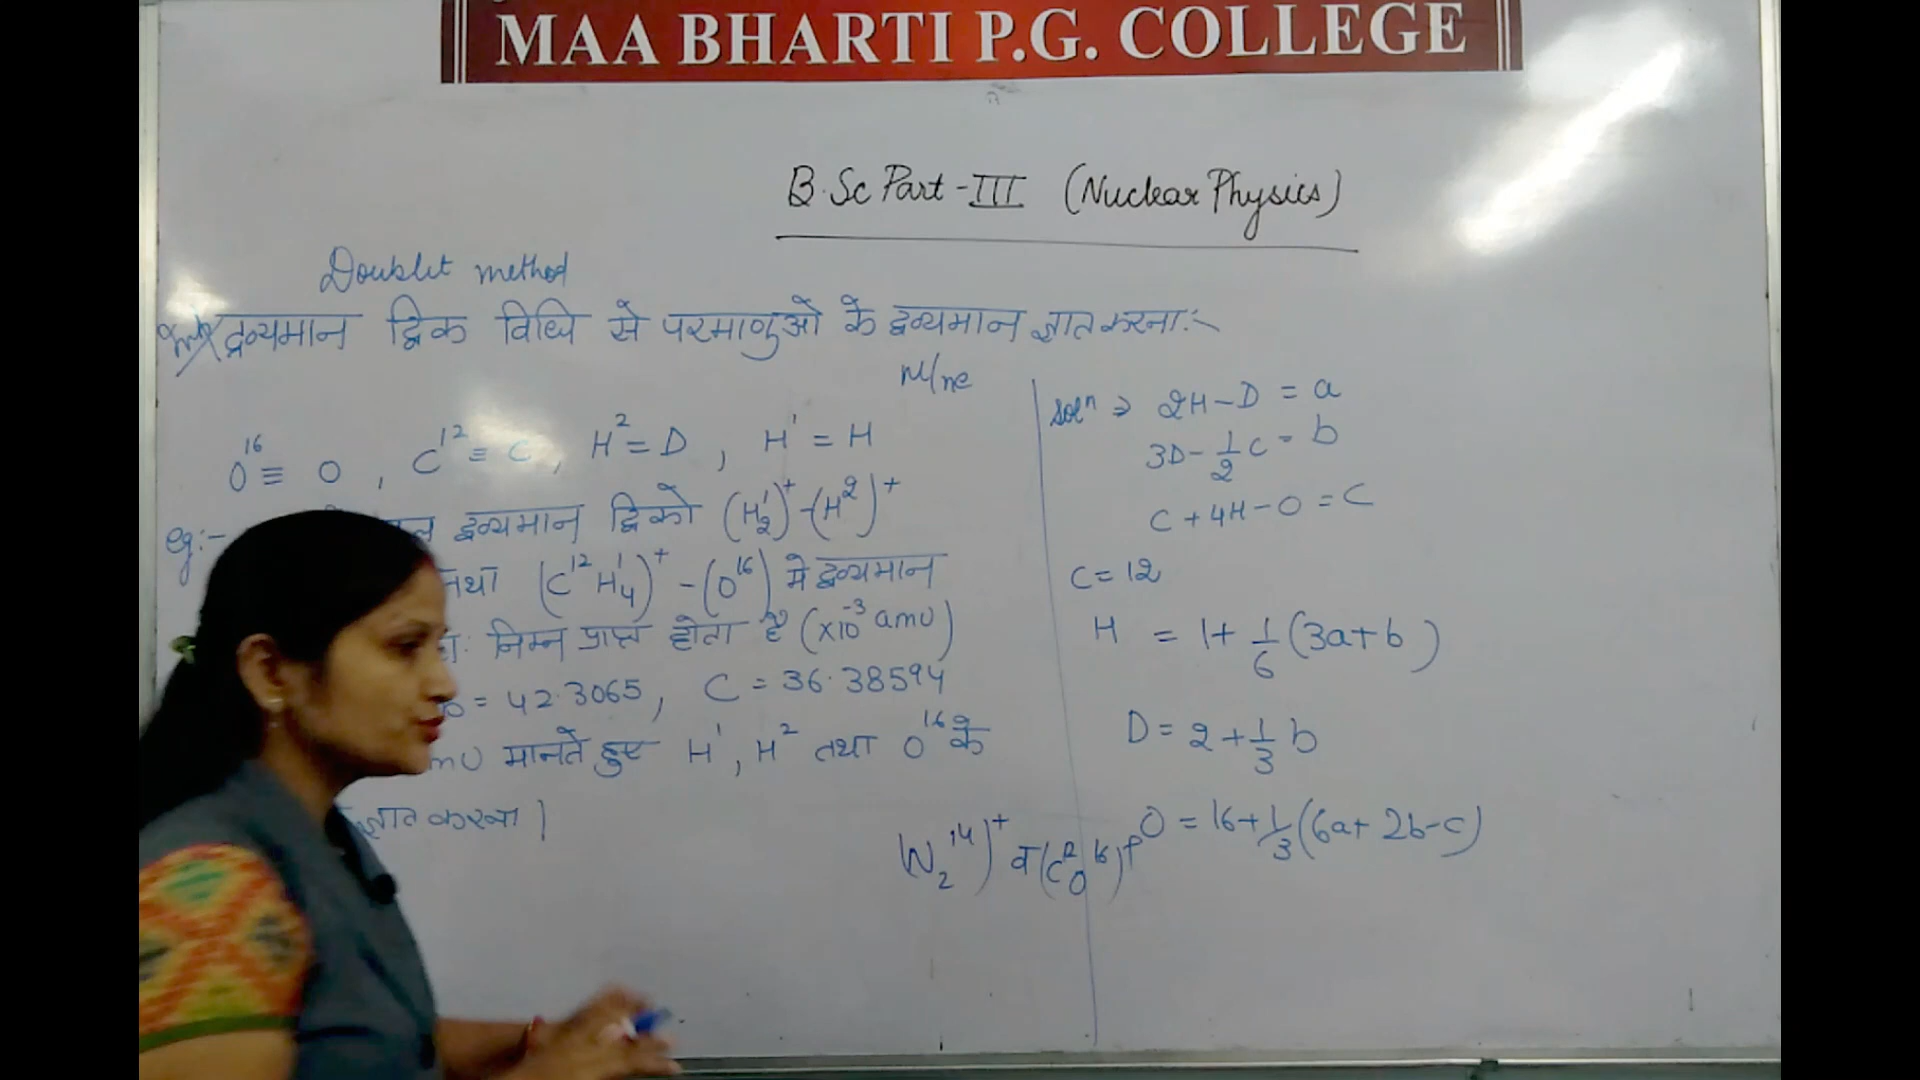 MAA BHARTI P.G. COLLEGE
B.Sc Part-III (Nuclear Physics)
Doublet method
द्रव्यमान द्विक विधि से परमाणुओं के द्रव्यमान ज्ञात करना:-
M/ne
O¹⁶ ≡ O, C¹² ≡ C, H² = D, H¹ = H
eg:- द्रव्यमान द्विको (H₂¹)⁺-(H²)⁺
तथा (C¹²H₄¹)⁺-(O¹⁶) मे द्रव्यमान
निम्न प्राप्त होता है (x10⁻³ amu)
= 42.3065, C = 36.38594
मानते हुए H¹, H² तथा O¹⁶ के
ज्ञात करना।
Solⁿ ⇒ 2H-D = a
3D-1/2C = b
C+4H-O = C
C=12
H = 1+1/6(3a+b)
D = 2+1/3 b
O = 16+1/3(6a+2b-c)
(N₂¹⁴)⁺ व (C¹²O¹⁶)⁺